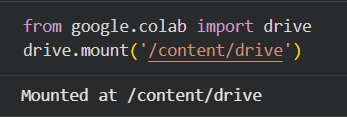 from google.colab import drive
drive.mount('/content/drive')
Mounted at /content/drive